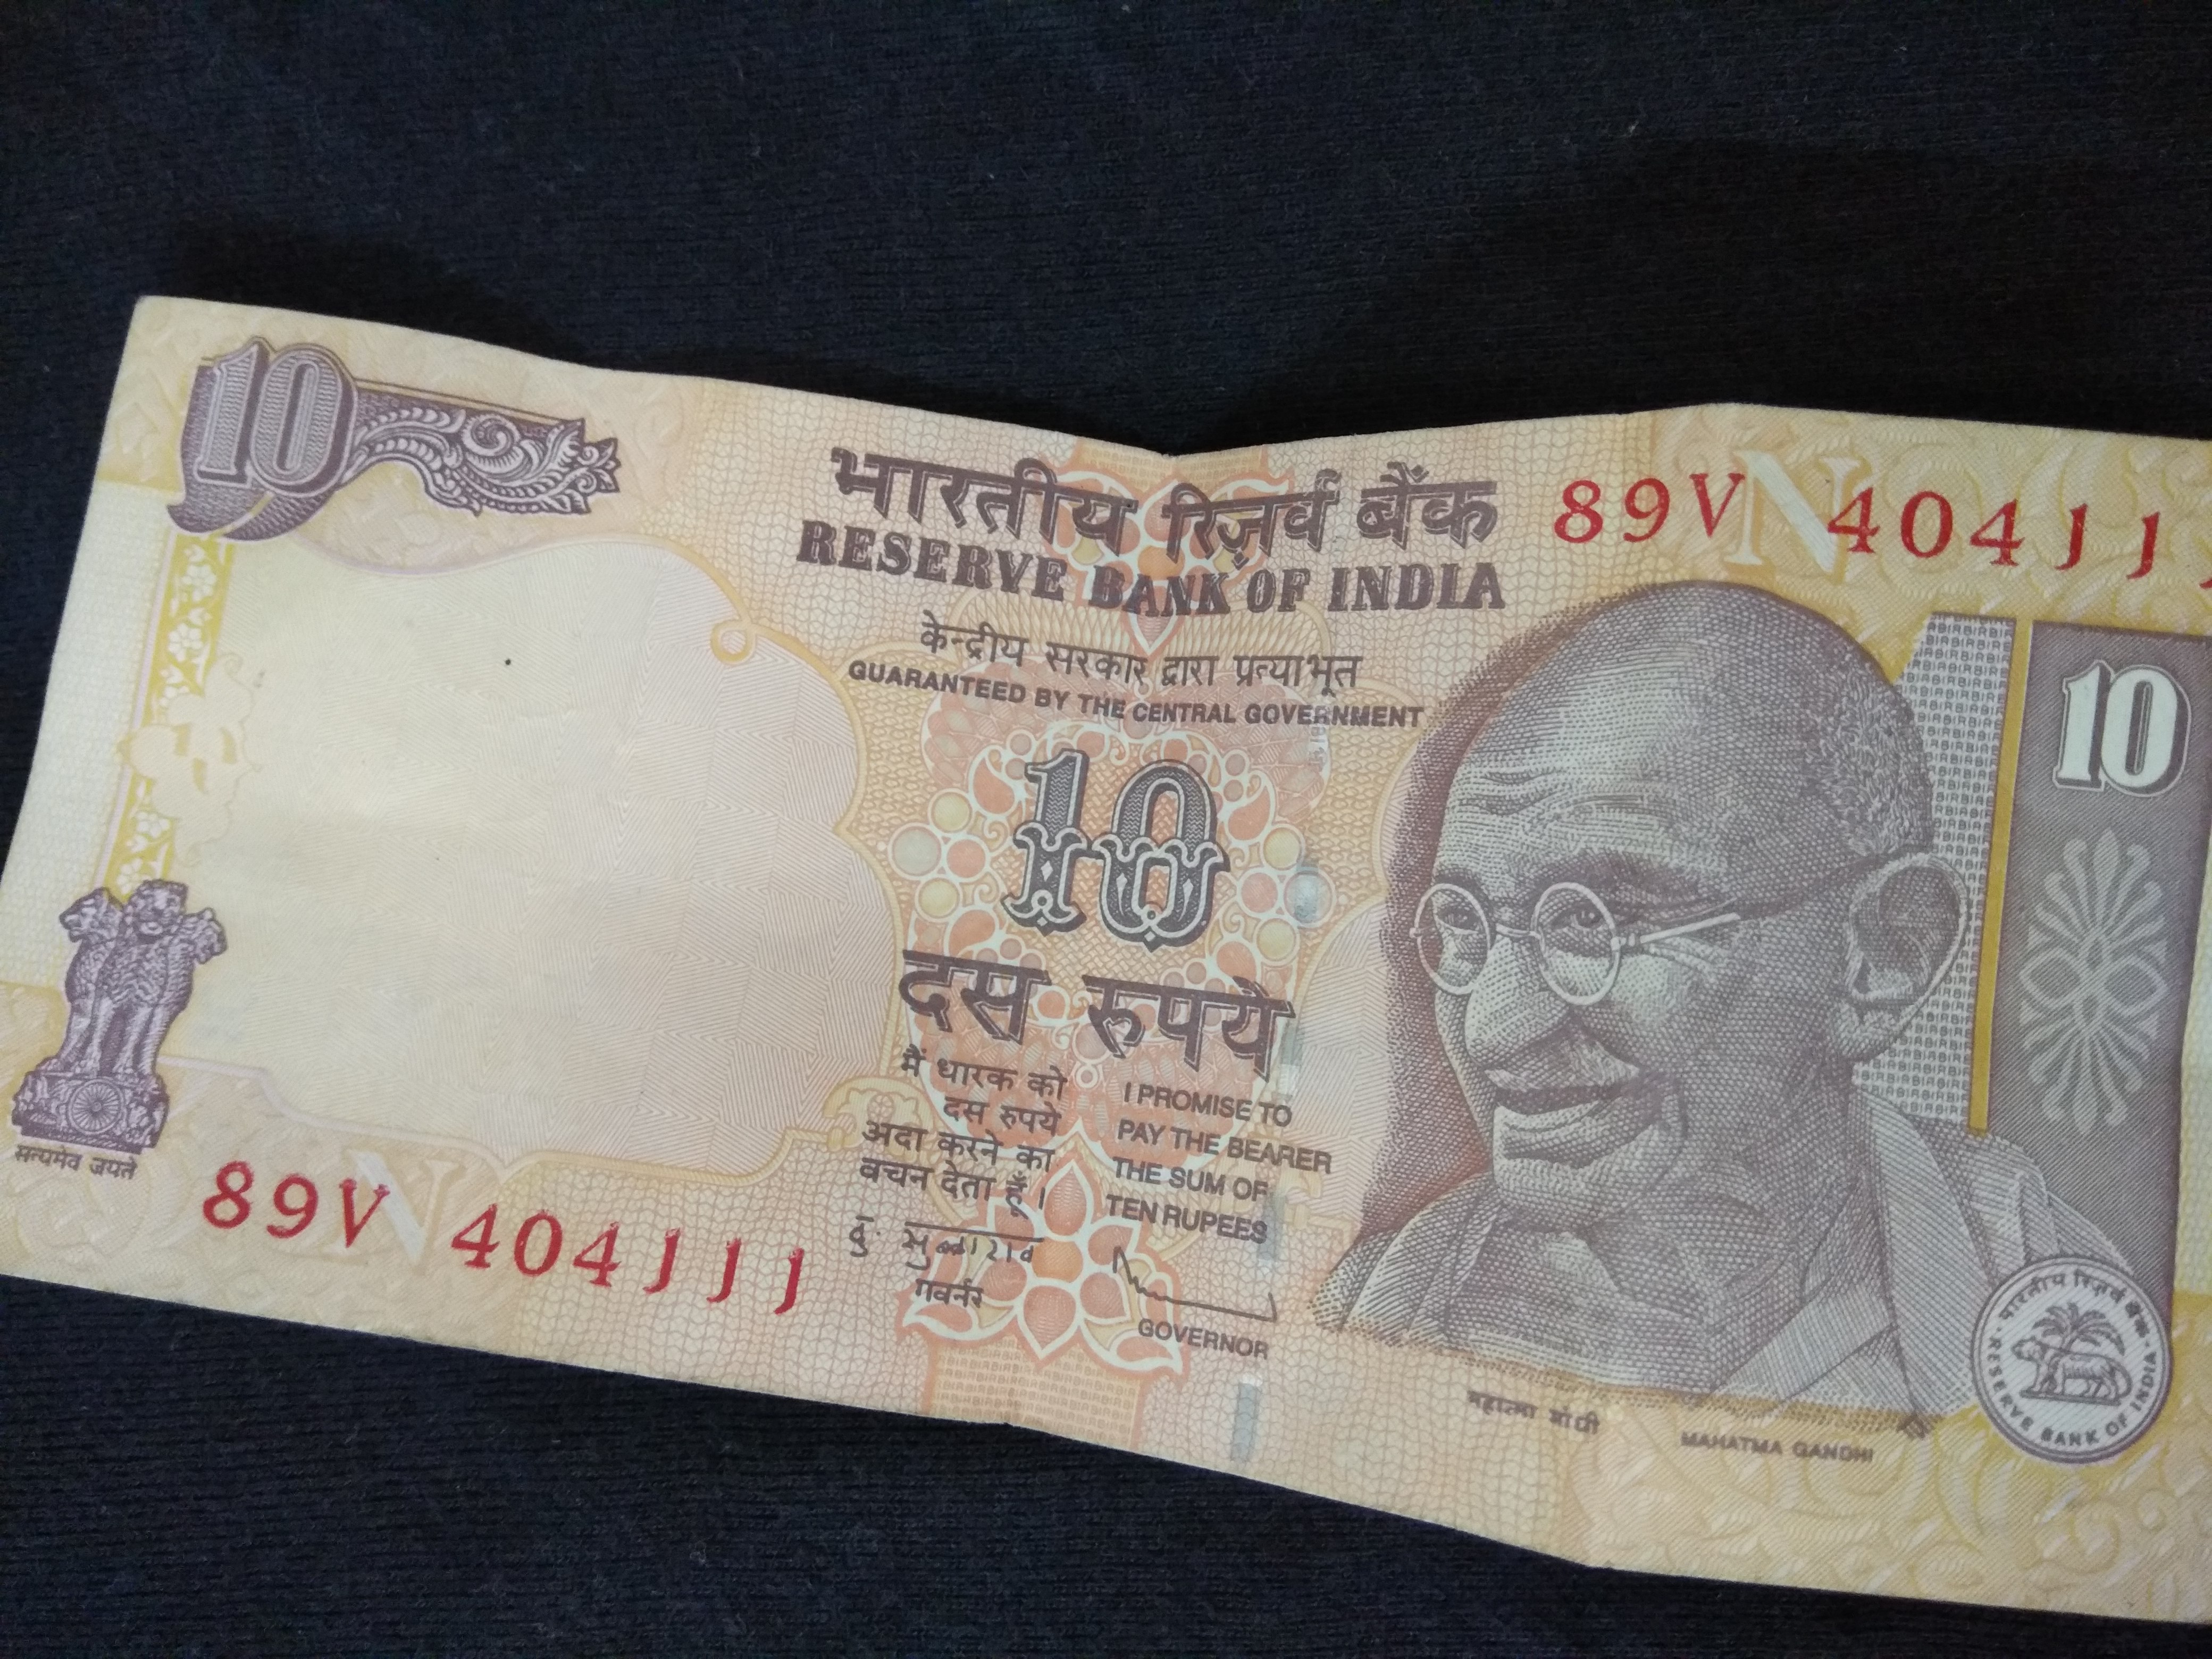 10
भारतीय रिज़र्व बैंक
RESERVE BANK OF INDIA
89V 404111
केन्द्रीय सरकार द्वारा प्रत्याभूत
GUARANTEED BY THE CENTRAL GOVERNMENT
10
10
दस रुपये
मैं धारक को
दस रुपये
अदा करने का
वचन देता हूँ।
I PROMISE TO
PAY THE BEARER
THE SUM OF
TEN RUPEES
सत्यमेव जयते
89V 404111
गवर्नर
GOVERNOR
महात्मा गांधी
MAHATMA GANDHI
भारतीय रिज़र्व बैंक
RESERVE BANK OF INDIA